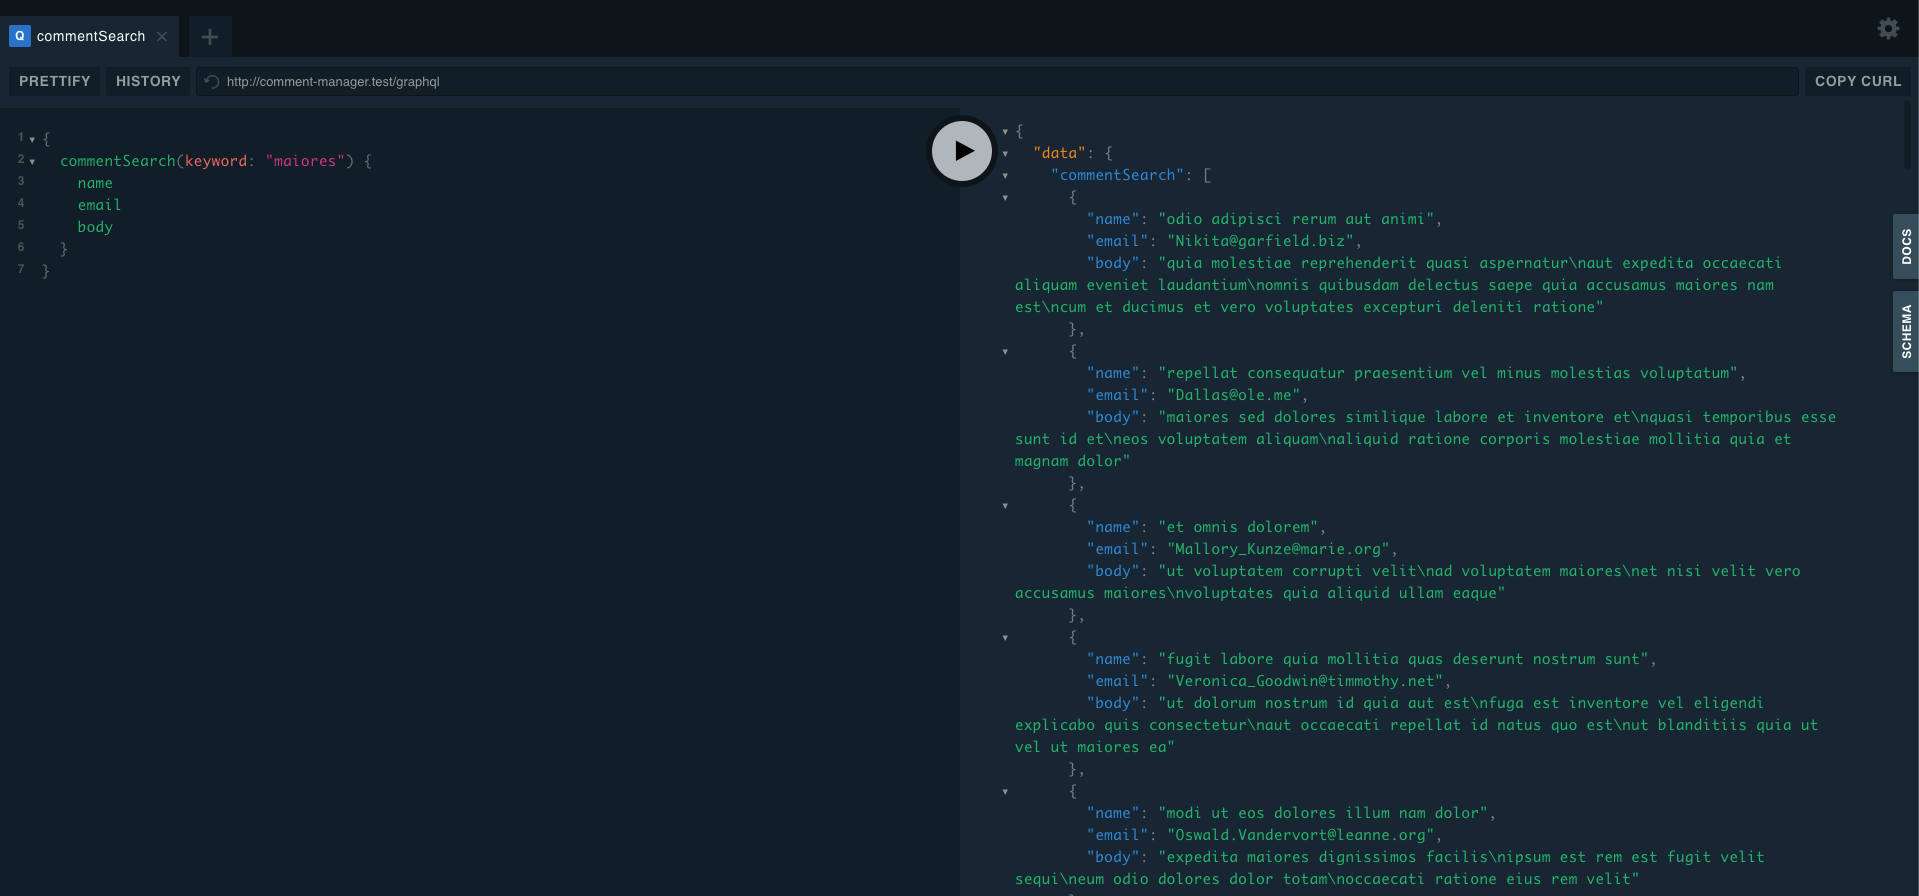 Q commentSearch
PRETTIFY HISTORY http://comment-manager.test/graphql COPY CURL
1 {
2 commentSearch(keyword: "maiores") {
3 name
4 email
5 body
6 }
7 }
{
"data": {
"commentSearch": [
{
"name": "odio adipisci rerum aut animi",
"email": "Nikita@garfield.biz",
"body": "quia molestiae reprehenderit quasi aspernatur\naut expedita occaecati
aliquam eveniet laudantium\nomnis quibusdam delectus saepe quia accusamus maiores nam
est\ncum et ducimus et vero voluptates excepturi deleniti ratione"
},
{
"name": "repellat consequatur praesentium vel minus molestias voluptatum",
"email": "Dallas@ole.me",
"body": "maiores sed dolores similique labore et inventore et\nquasi temporibus esse
sunt id et\neos voluptatem aliquam\naliquid ratione corporis molestiae mollitia quia et
magnam dolor"
},
{
"name": "et omnis dolorem",
"email": "Mallory_Kunze@marie.org",
"body": "ut voluptatem corrupti velit\nad voluptatem maiores\net nisi velit vero
accusamus maiores\nvoluptates quia aliquid ullam eaque"
},
{
"name": "fugit labore quia mollitia quas deserunt nostrum sunt",
"email": "Veronica_Goodwin@timmothy.net",
"body": "ut dolorum nostrum id quia aut est\nfuga est inventore vel eligendi
explicabo quis consectetur\naut occaecati repellat id natus quo est\nut blanditiis quia ut
vel ut maiores ea"
},
{
"name": "modi ut eos dolores illum nam dolor",
"email": "Oswald.Vandervort@leanne.org",
"body": "expedita maiores dignissimos facilis\nipsum est rem est fugit velit
sequi\neum odio dolores dolor totam\noccaecati ratione eius rem velit"
DOCS
SCHEMA